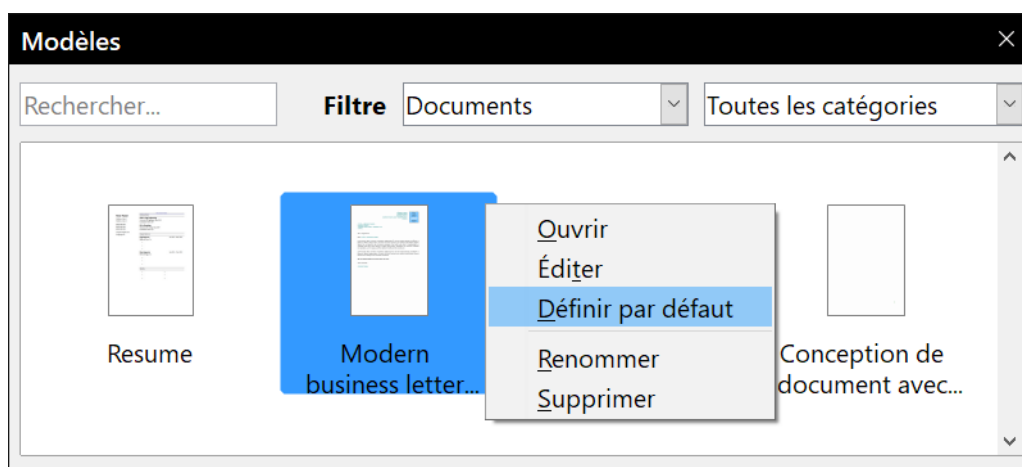 Modèles
Rechercher... Filtre Documents Toutes les catégories
Ouvrir
Éditer
Définir par défaut
Renommer
Supprimer
Resume
Modern
business letter...
Conception de
document avec...